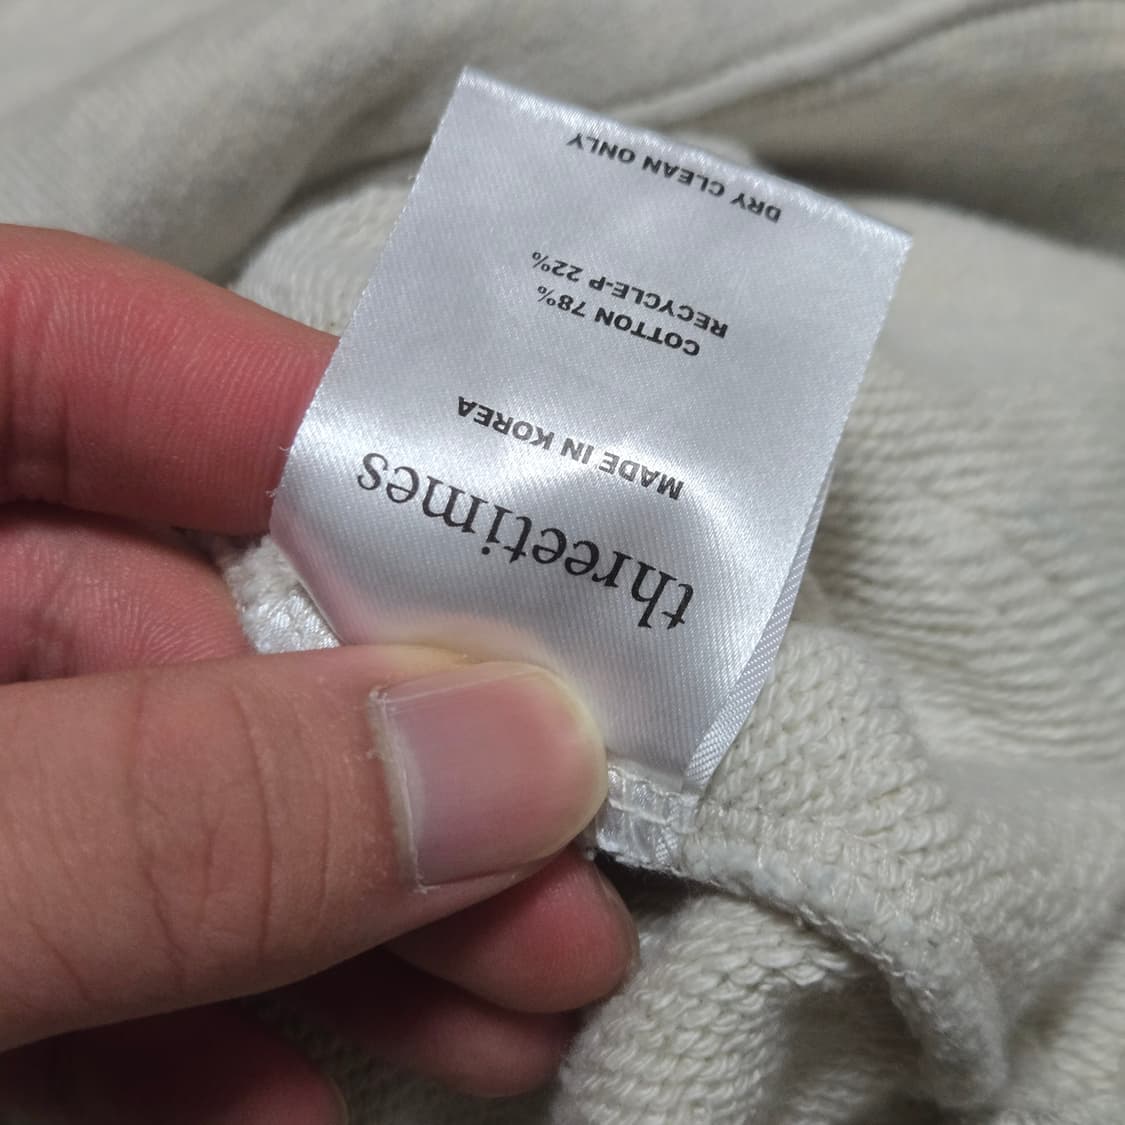 threetimes
MADE IN KOREA
COTTON 78%
RECYCLE-P 22%
DRY CLEAN ONLY